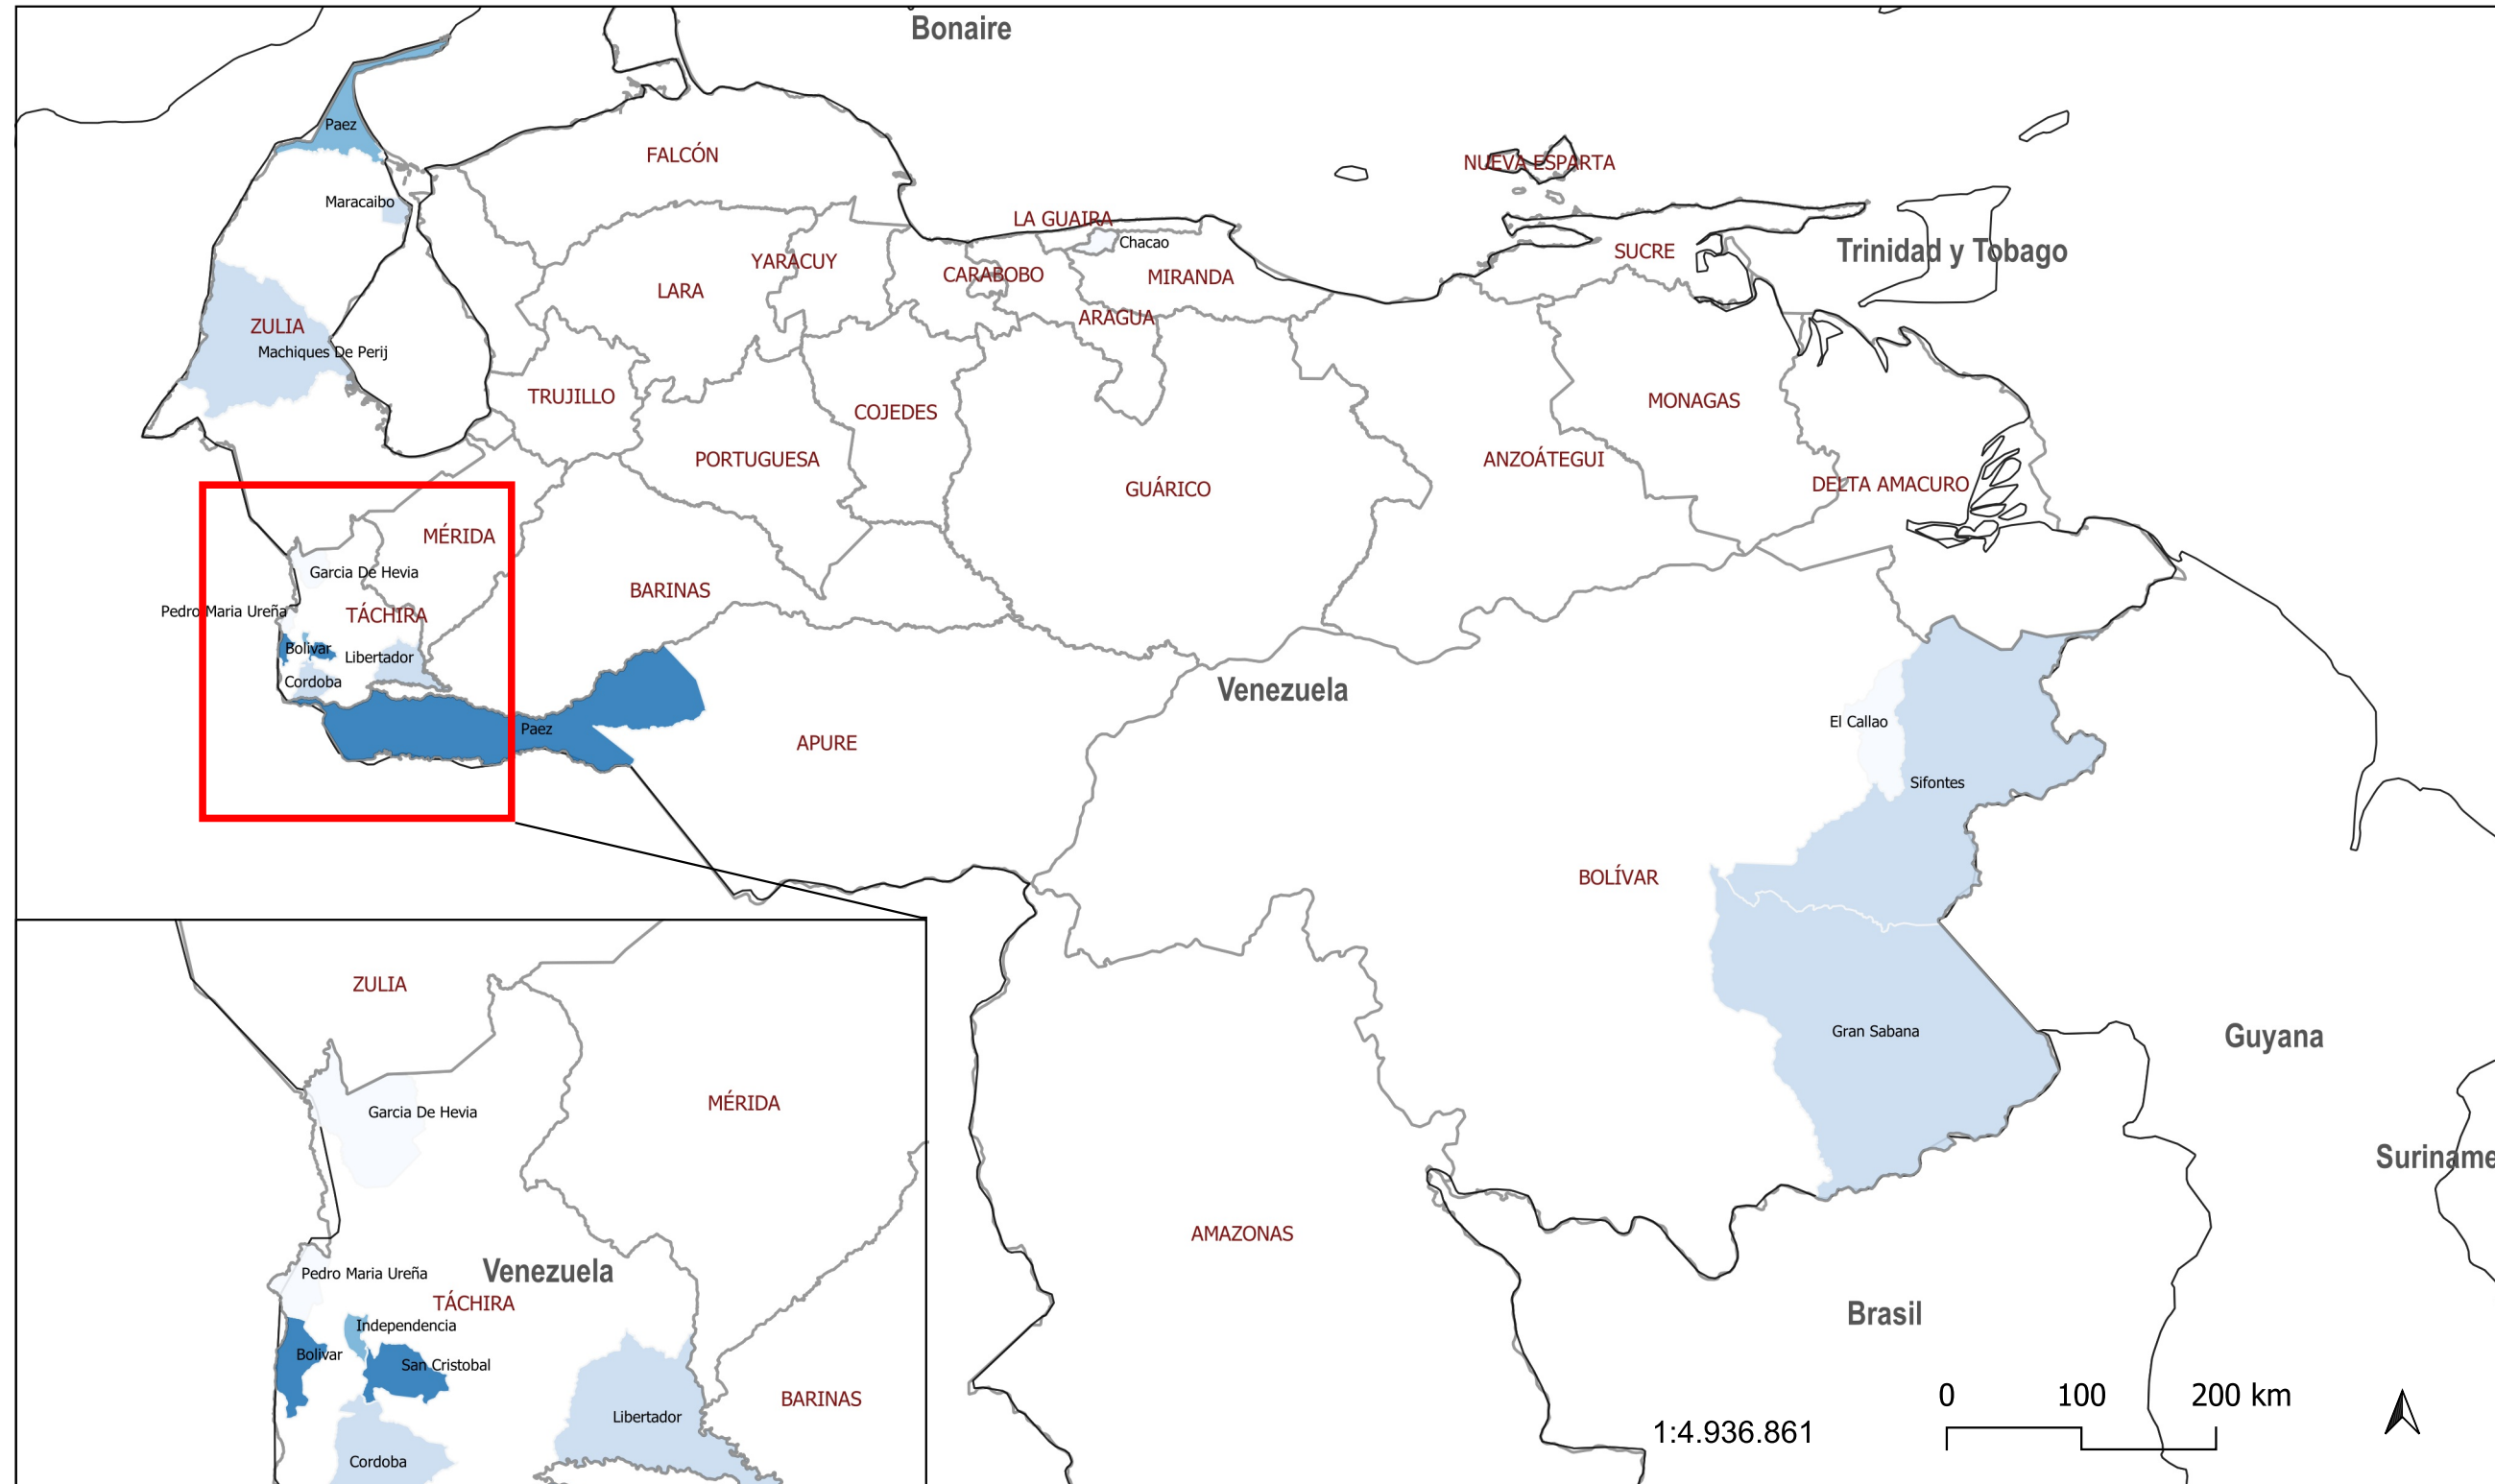 Bonaire
Paez
FALCÓN
NUEVA ESPARTA
Maracaibo
LA GUAIRA
Chacao
SUCRE
Trinidad y Tobago
YARACUY
CARABOBO
MIRANDA
LARA
ARAGUA
ZULIA
Machiques De Perij
TRUJILLO
COJEDES
MONAGAS
PORTUGUESA
ANZOÁTEGUI
GUÁRICO
DELTA AMACURO
MÉRIDA
Garcia De Hevia
BARINAS
Pedro Maria Ureña
TÁCHIRA
Bolivar
Libertador
Cordoba
Venezuela
Paez
APURE
El Callao
Sifontes
BOLÍVAR
Gran Sabana
Guyana
Suriname
AMAZONAS
Brasil
ZULIA
MÉRIDA
Garcia De Hevia
Pedro Maria Ureña
Venezuela
TÁCHIRA
Independencia
Bolivar
San Cristobal
BARINAS
Libertador
Cordoba
0 100 200 km
1:4.936.861